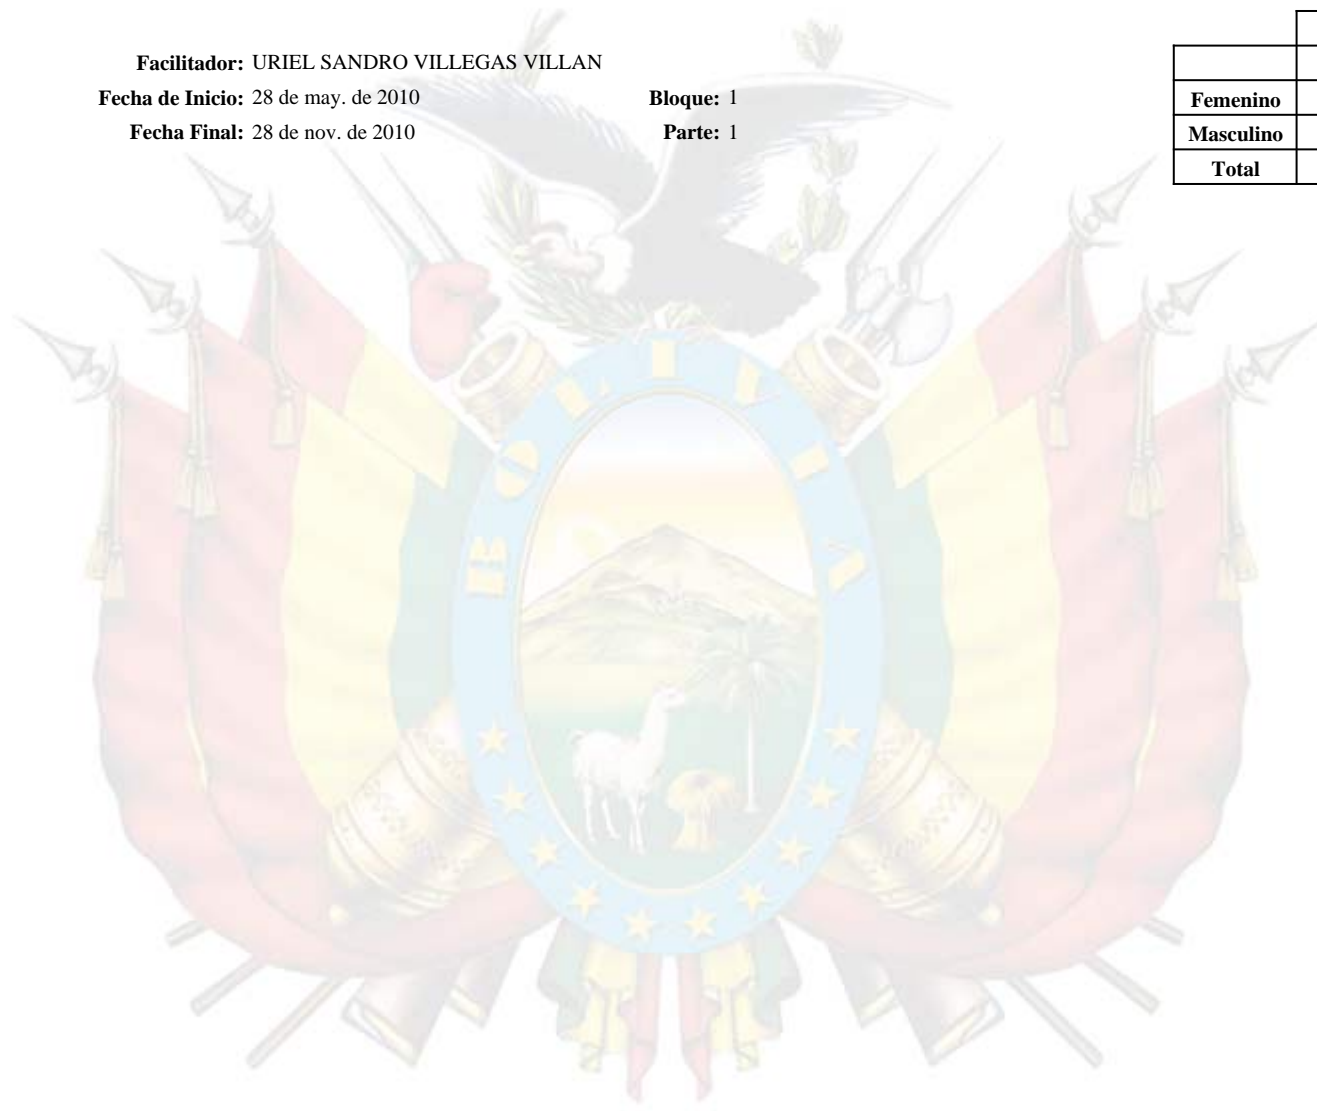 Facilitador: URIEL SANDRO VILLEGAS VILLAN
Fecha de Inicio: 28 de may. de 2010 Bloque: 1
Fecha Final: 28 de nov. de 2010 Parte: 1
Femenino
Masculino
Total
BOLIVIA